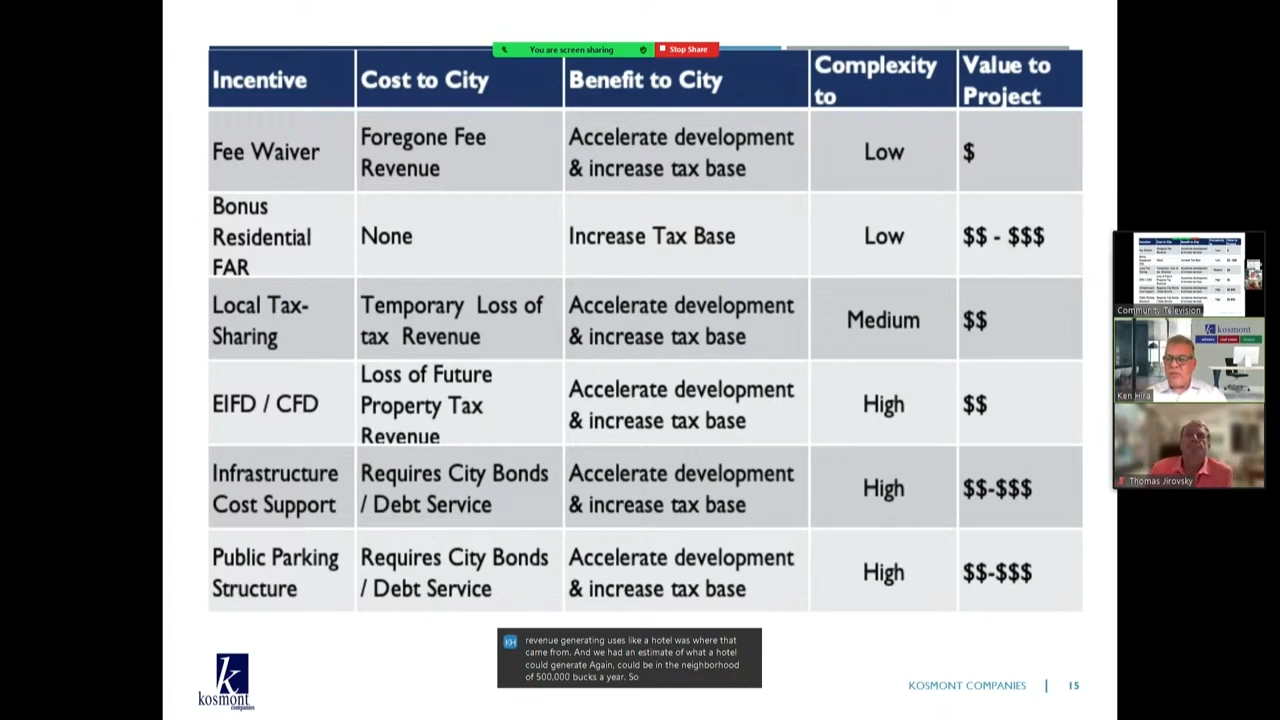 You are screen sharing
Stop Share
Incentive
Cost to City
Benefit to City
Complexity
to
Value to
Project
Fee Waiver
Foregone Fee
Revenue
Accelerate development
& increase tax base
Low
$
Bonus
Residential
FAR
None
Increase Tax Base
Low
$$ - $$$
Local Tax-
Sharing
Temporary Loss of
tax Revenue
Accelerate development
& increase tax base
Medium
$$
EIFD / CFD
Loss of Future
Property Tax
Revenue
Accelerate development
& increase tax base
High
$$
Infrastructure
Cost Support
Requires City Bonds
/ Debt Service
Accelerate development
& increase tax base
High
$$-$$$
Public Parking
Structure
Requires City Bonds
/ Debt Service
Accelerate development
& increase tax base
High
$$-$$$
Community Television
kosmont
Ken Hira
Thomas Jirovsky
KH
revenue generating uses like a hotel was where that
came from. And we had an estimate of what a hotel
could generate Again, could be in the neighborhood
of 500,000 bucks a year. So
k
kosmont
companies
KOSMONT COMPANIES | 15